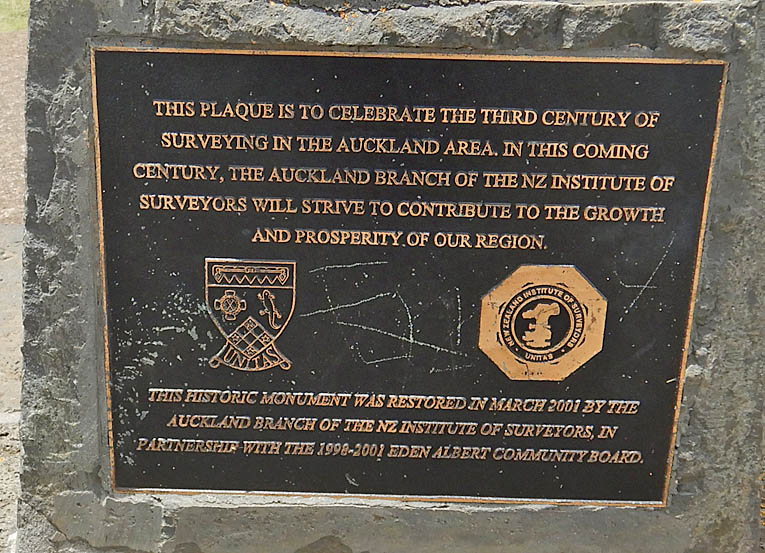 THIS PLAQUE IS TO CELEBRATE THE THIRD CENTURY OF
SURVEYING IN THE AUCKLAND AREA. IN THIS COMING
CENTURY, THE AUCKLAND BRANCH OF THE NZ INSTITUTE OF
SURVEYORS WILL STRIVE TO CONTRIBUTE TO THE GROWTH
AND PROSPERITY OF OUR REGION.
UNITAS
NEW ZEALAND INSTITUTE OF SURVEYORS
UNITAS
THIS HISTORIC MONUMENT WAS RESTORED IN MARCH 2001 BY THE
AUCKLAND BRANCH OF THE NZ INSTITUTE OF SURVEYORS, IN
PARTNERSHIP WITH THE 1998-2001 EDEN ALBERT COMMUNITY BOARD.